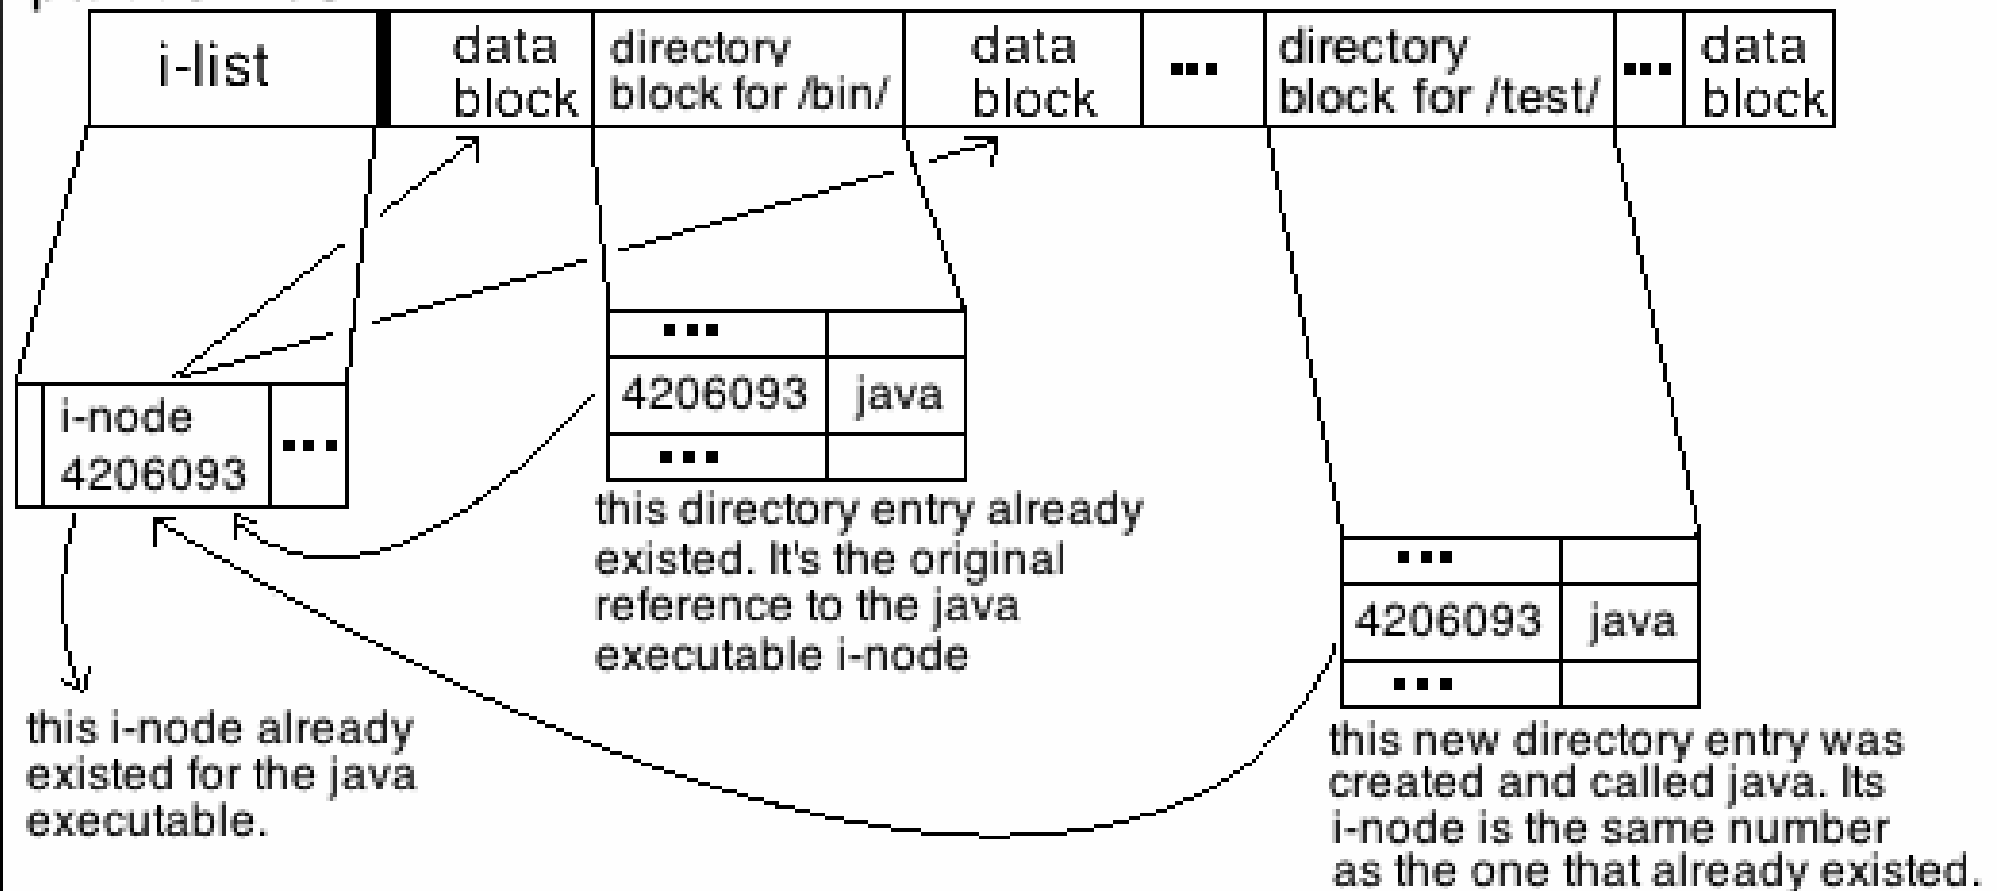 i-list
data
block
directory
block for /bin/
data
block
...
directory
block for /test/
...
data
block
...
4206093 java
...
i-node
4206093
...
this directory entry already
existed. It's the original
reference to the java
executable i-node
...
4206093 java
...
this i-node already
existed for the java
executable.
this new directory entry was
created and called java. Its
i-node is the same number
as the one that already existed.